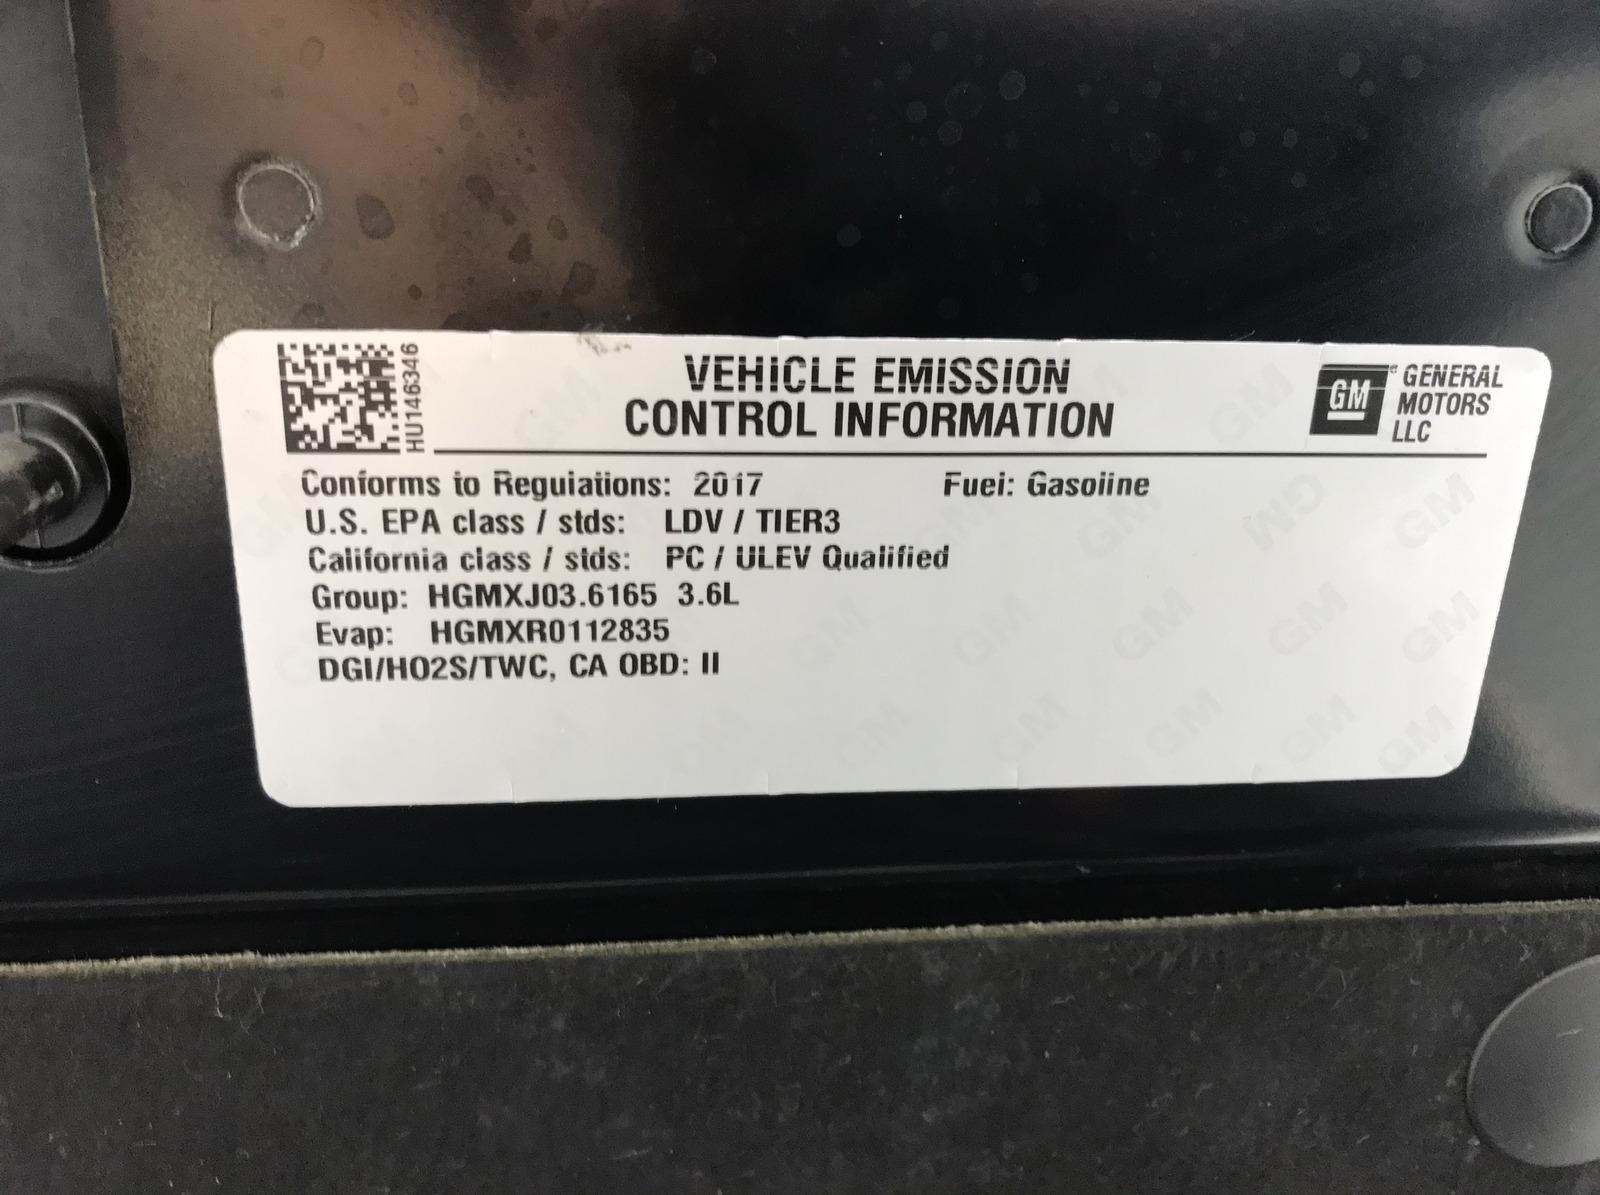 HU146346
VEHICLE EMISSION
CONTROL INFORMATION
GM
GENERAL
MOTORS
LLC
Conforms to Regulations: 2017 Fuel: Gasoline
U.S. EPA class / stds: LDV / TIER3
California class / stds: PC / ULEV Qualified
Group: HGMXJ03.6165 3.6L
Evap: HGMXR0112835
DGI/HO2S/TWC, CA OBD: II